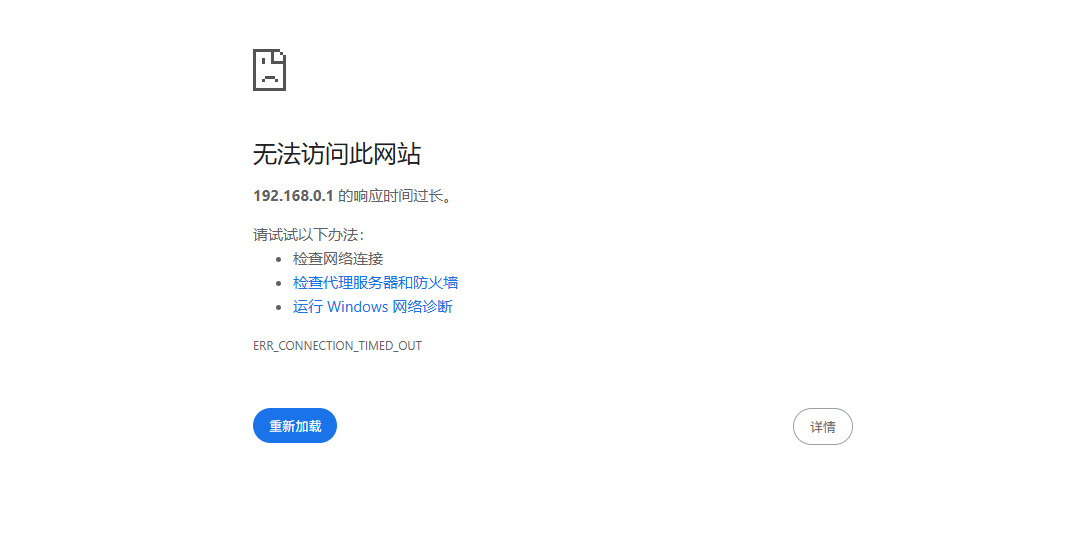 无法访问此网站
192.168.0.1 的响应时间过长。
请试试以下办法：
检查网络连接
检查代理服务器和防火墙
运行 Windows 网络诊断
ERR_CONNECTION_TIMED_OUT
重新加载
详情